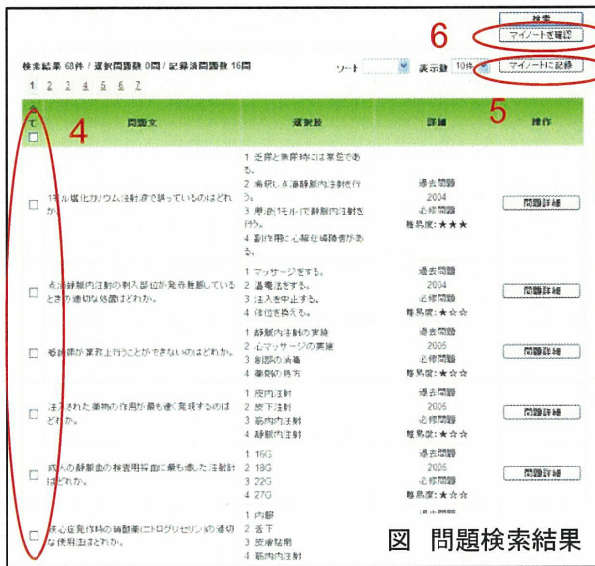 検索
6
マイノートを確認
検索結果 68件 / 選択問題数 0問 / 記録済問題数 16問
ソート 表示数 10件 マイノートに記録
1 2 3 4 5 6 7
5
全て 4 問題文 選択肢 詳細 操作
1モル塩化カリウム注射液で誤っているのはどれか。
1 乏尿と無尿時には禁忌である。
2 希釈し点滴静脈内注射を行う。
3 原液(1モル)で静脈内注射を行う。
4 副作用に心臓伝導障害がある。
過去問題
2004
必修問題
難易度:★★★
問題詳細
点滴静脈内注射の刺入部位が発赤腫脹しているときの適切な処置はどれか。
1 マッサージをする。
2 温罨法をする。
3 注入を中止する。
4 体位を換える。
過去問題
2004
必修問題
難易度:★☆☆
問題詳細
看護師が業務上行うことができないのはどれか。
1 静脈内注射の実施
2 心マッサージの実施
3 創部の消毒
4 薬剤の処方
過去問題
2005
必修問題
難易度:★☆☆
問題詳細
注入された薬物の作用が最も速く発現するのはどれか。
1 皮内注射
2 皮下注射
3 筋肉内注射
4 静脈内注射
過去問題
2005
必修問題
難易度:★☆☆
問題詳細
成人の静脈血の検査用採血に最も適した注射針はどれか。
1 16G
2 18G
3 22G
4 27G
過去問題
2005
必修問題
難易度:★☆☆
問題詳細
狭心症発作時の硝酸薬(ニトログリセリン)の適切な使用法はどれか。
1 内服
2 舌下
3 皮膚貼用
4 筋肉内注射
図 問題検索結果